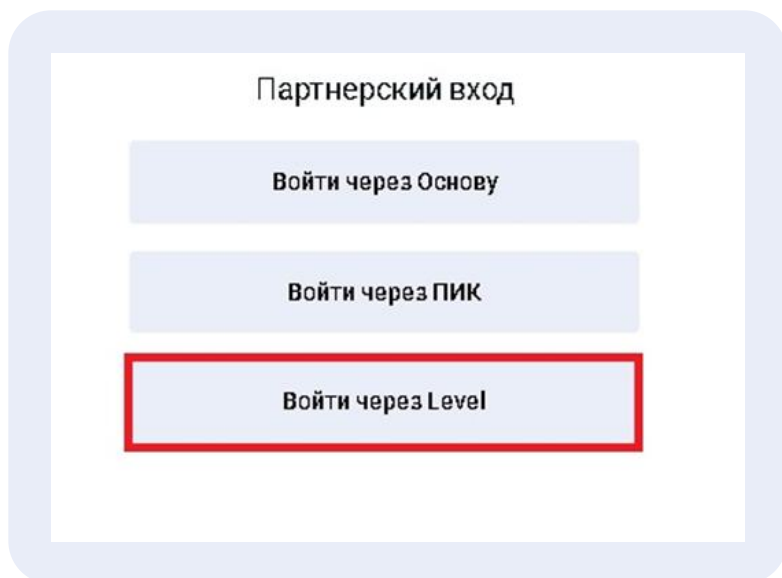 Партнерский вход
Войти через Основу
Войти через ПИК
Войти через Level